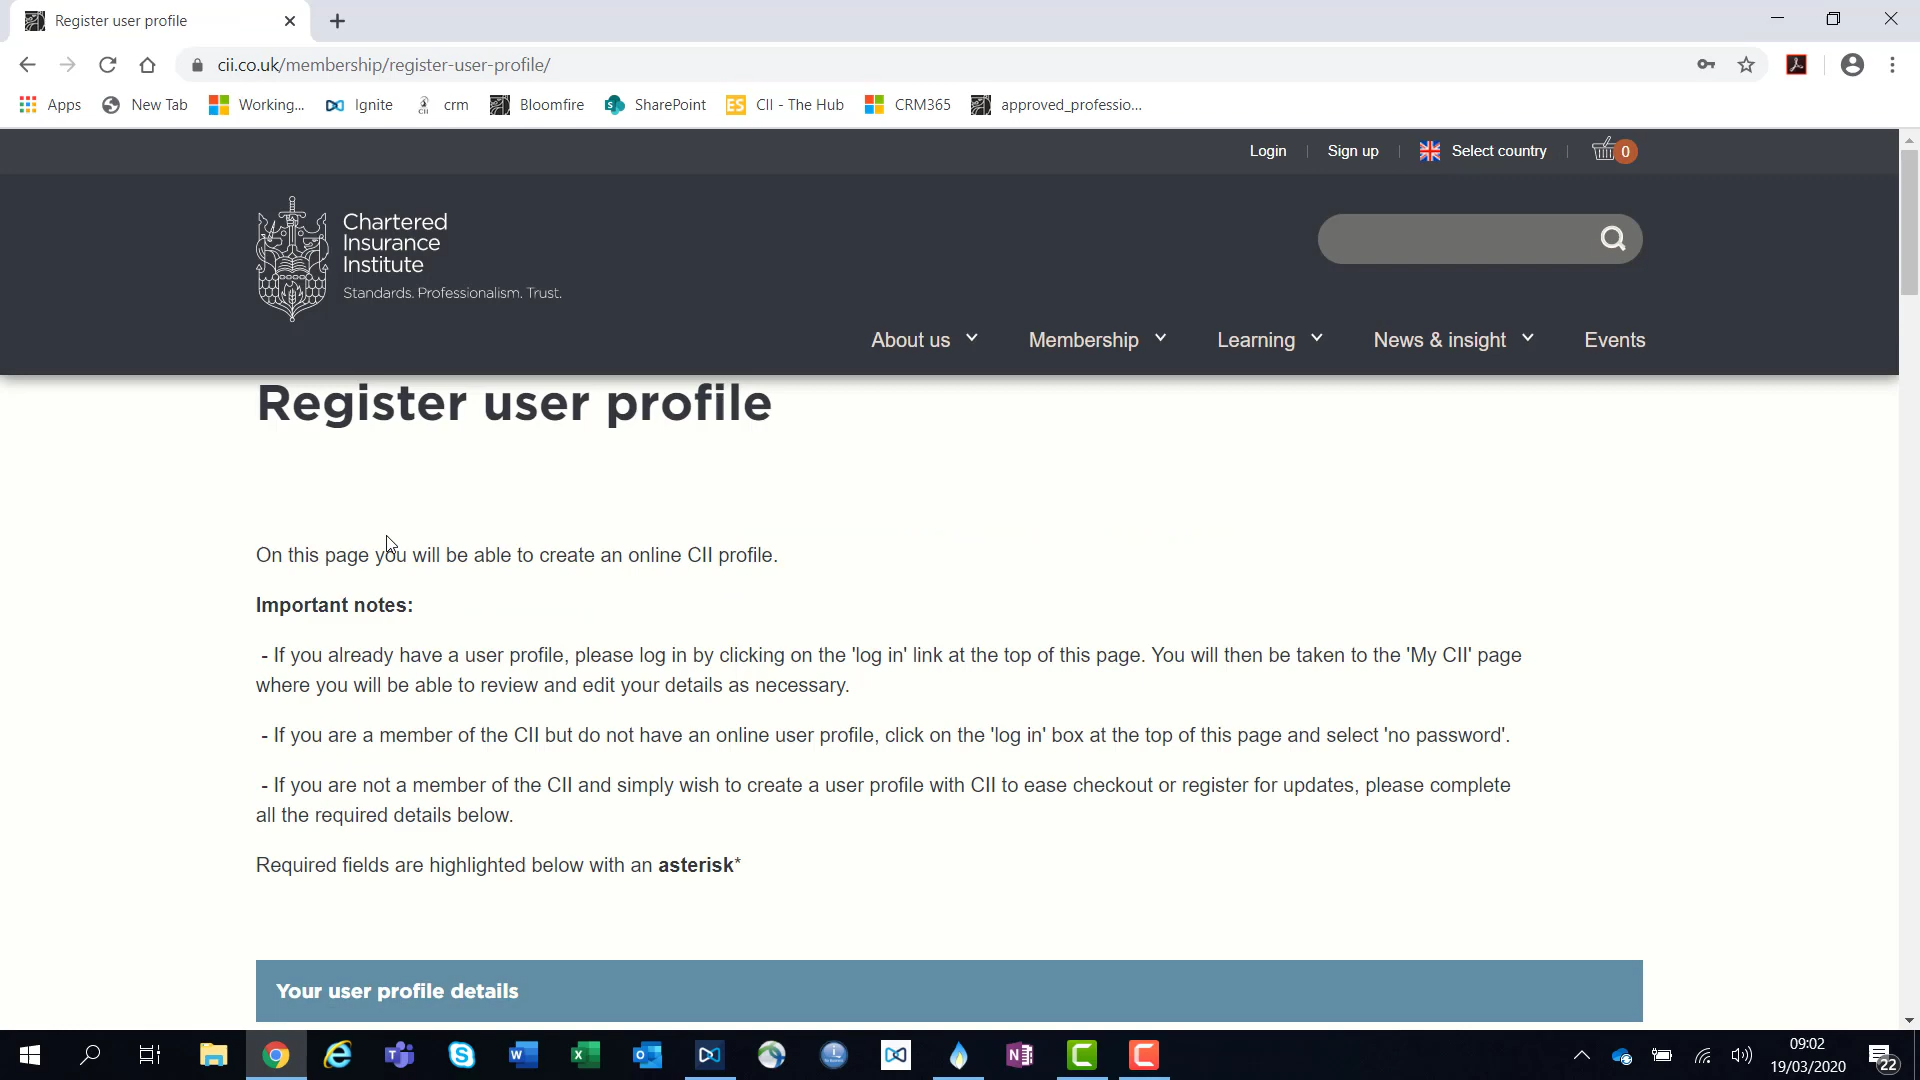 Register user profile
cii.co.uk/membership/register-user-profile/
Apps New Tab Working... Ignite crm Bloomfire SharePoint ES CII - The Hub CRM365 approved_professio...
Login Sign up Select country 0
Chartered
Insurance
Institute
Standards. Professionalism. Trust.
About us Membership Learning News & insight Events
Register user profile
On this page you will be able to create an online CII profile.
Important notes:
- If you already have a user profile, please log in by clicking on the 'log in' link at the top of this page. You will then be taken to the 'My CII' page
where you will be able to review and edit your details as necessary.
- If you are a member of the CII but do not have an online user profile, click on the 'log in' box at the top of this page and select 'no password'.
- If you are not a member of the CII and simply wish to create a user profile with CII to ease checkout or register for updates, please complete
all the required details below.
Required fields are highlighted below with an asterisk*
Your user profile details
09:02
19/03/2020
22